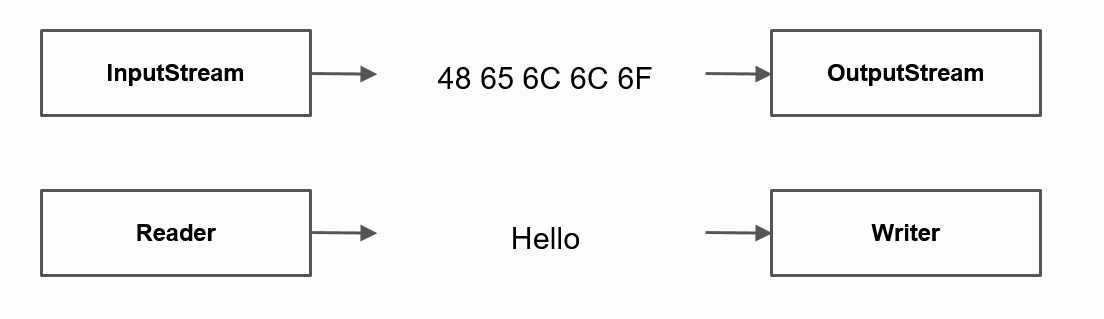 InputStream 48 65 6C 6C 6F OutputStream
Reader Hello Writer